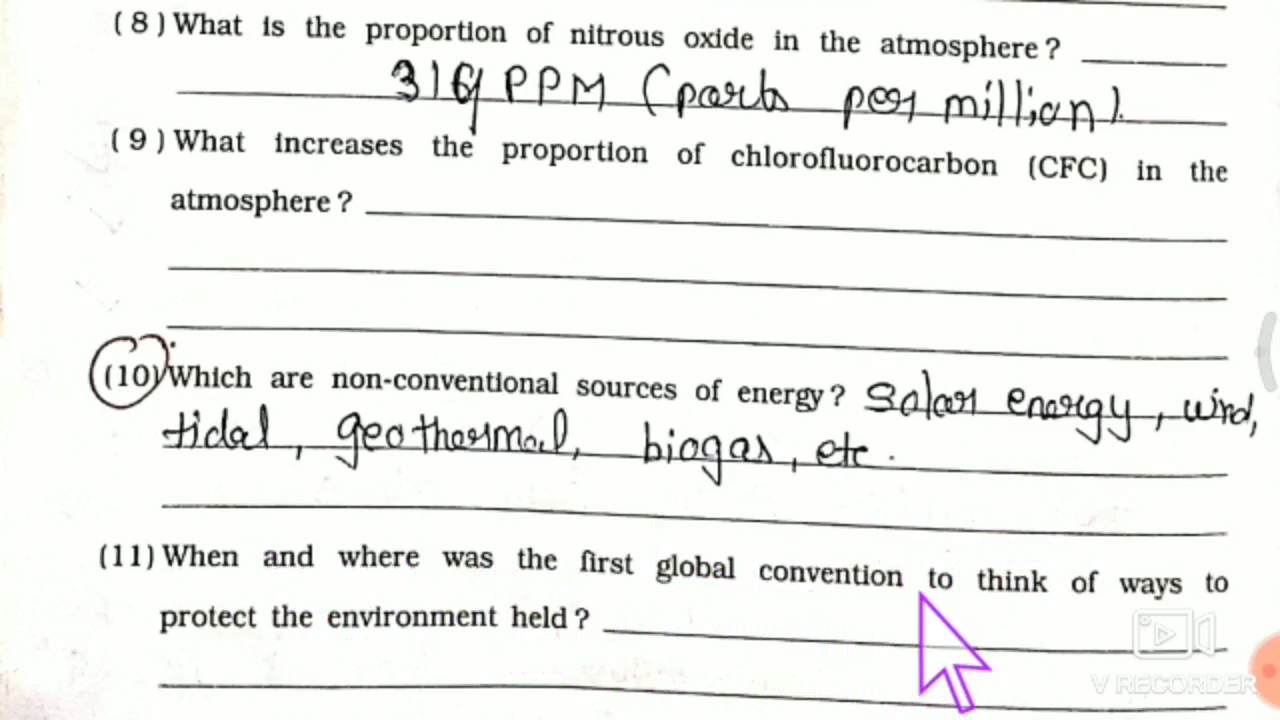 (8) What is the proportion of nitrous oxide in the atmosphere?
319 PPM (parts per million).
(9) What increases the proportion of chlorofluorocarbon (CFC) in the
atmosphere?
(10) Which are non-conventional sources of energy? Solar energy, wind,
tidal, geothermal, biogas, etc.
(11) When and where was the first global convention to think of ways to
protect the environment held?
V RECORDER